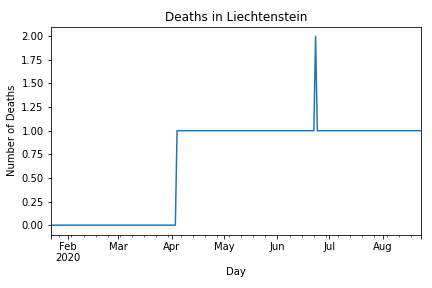 Deaths in Liechtenstein
2.00
1.75
1.50
1.25
1.00
0.75
0.50
0.25
0.00
Number of Deaths
Feb Mar Apr May Jun Jul Aug
2020
Day